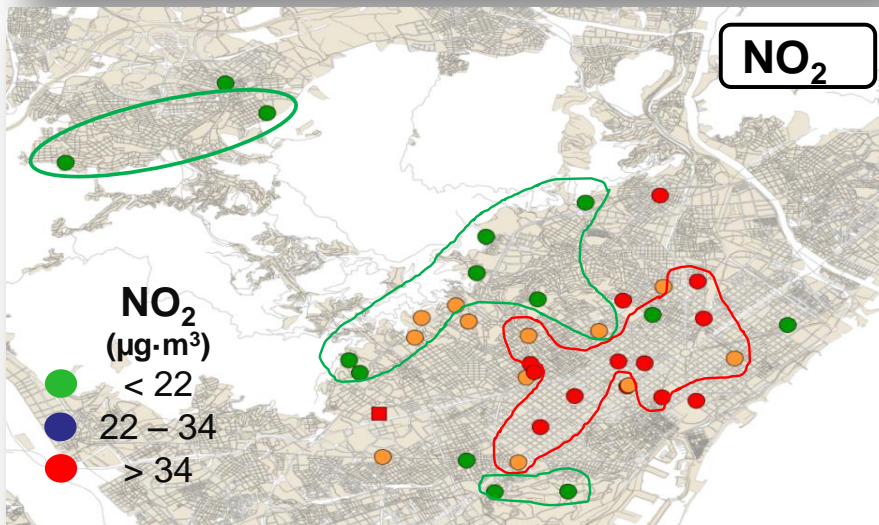 NO₂
NO₂
(µg·m³)
< 22
22 – 34
> 34